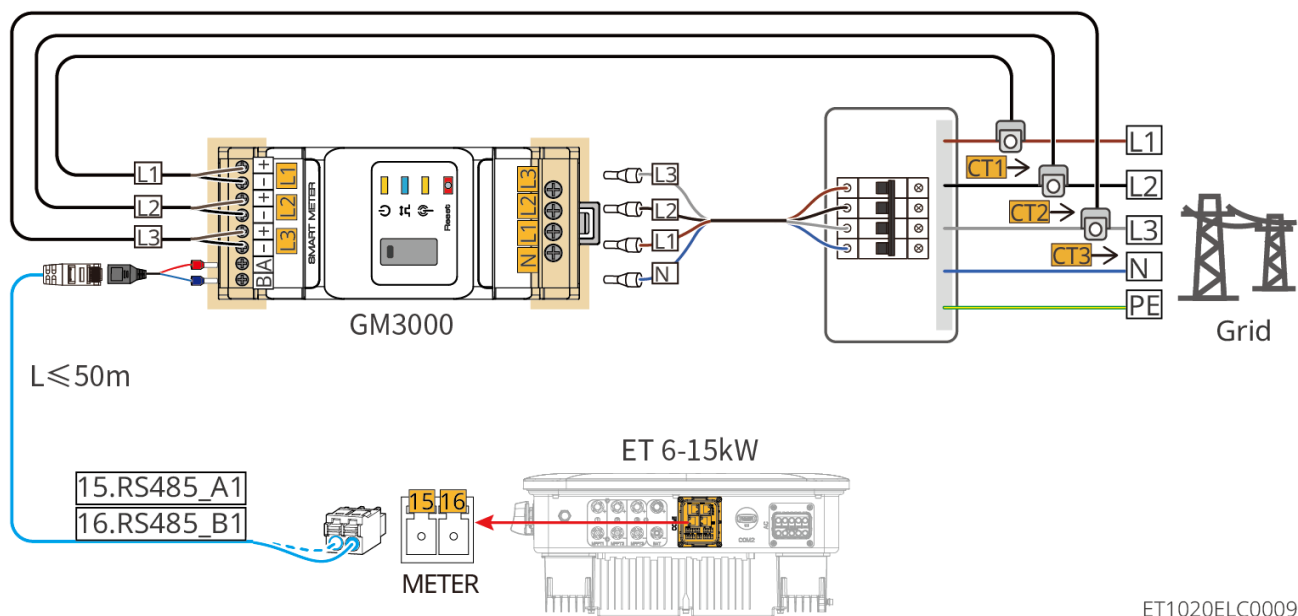 L1
L2
L3
+
−
+
−
+
−
B|A
L1
L2
L3
SMART METER
Reset
L3
L2
L1
N
GM3000
L3
L2
L1
N
CT1
CT2
CT3
L1
L2
L3
N
PE
Grid
L≤50m
15.RS485_A1
16.RS485_B1
15 16
METER
ET 6-15kW
COM2
AC
ET1020ELC0009